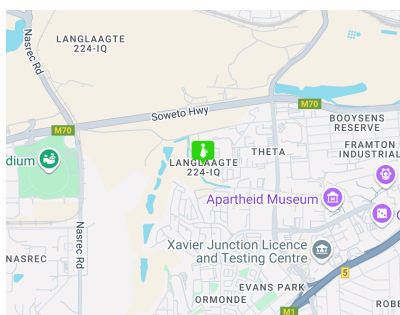 LANGLAAGTE
224-IQ
Nasrec Rd
Soweto Hwy
M70
M70
BOOYSENS
RESERVE
dium
FRAMTON
INDUSTRIAL
THETA
LANGLAAGTE
224-IQ
Apartheid Museum
Nasrec Rd
Xavier Junction Licence
and Testing Centre
NASREC
5
EVANS PARK
ORMONDE
ROBE
M1